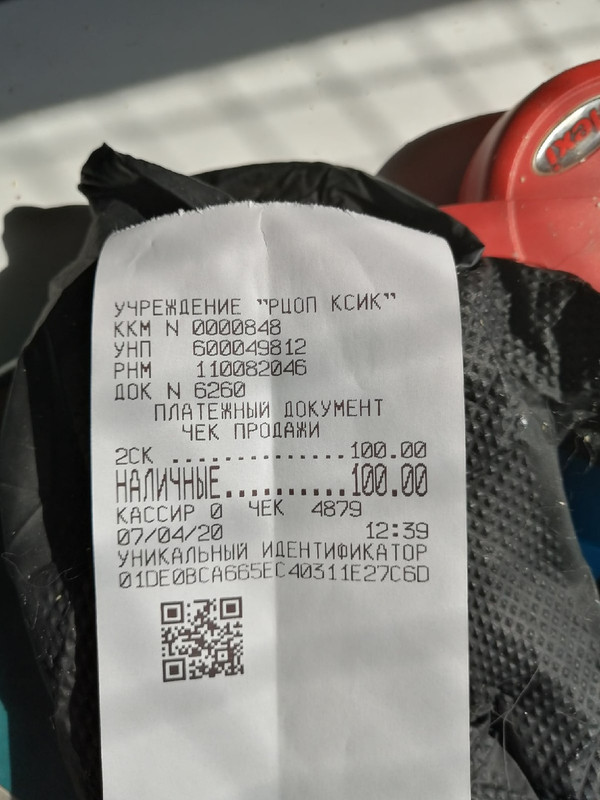 flexi
УЧРЕЖДЕНИЕ "РЦОП КСИК"
ККМ N 0000848
УНП 600049812
РНМ 110082046
ДОК N 6260
ПЛАТЕЖНЫЙ ДОКУМЕНТ
ЧЕК ПРОДАЖИ
2СК ..............100.00
НАЛИЧНЫЕ..........100.00
КАССИР 0 ЧЕК 4879
07/04/20 12:39
УНИКАЛЬНЫЙ ИДЕНТИФИКАТОР
01DE0BCA665EC40311E27C6D